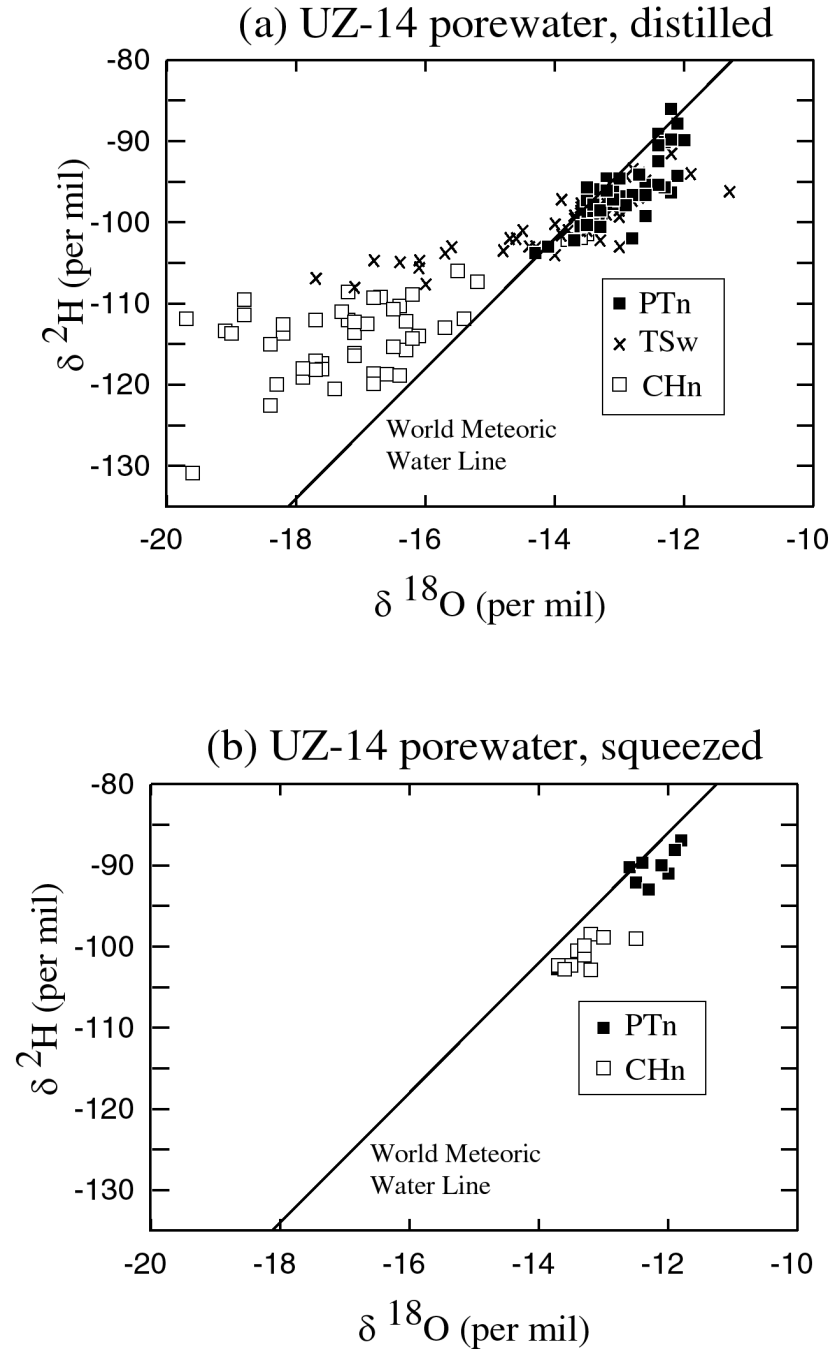 (a) UZ-14 porewater, distilled
-80
-90
-100
-110
-120
-130
δ ²H (per mil)
PTn
TSw
CHn
World Meteoric
Water Line
-20
-18
-16
-14
-12
-10
δ ¹⁸O (per mil)
(b) UZ-14 porewater, squeezed
-80
-90
-100
-110
-120
-130
δ ²H (per mil)
PTn
CHn
World Meteoric
Water Line
-20
-18
-16
-14
-12
-10
δ ¹⁸O (per mil)